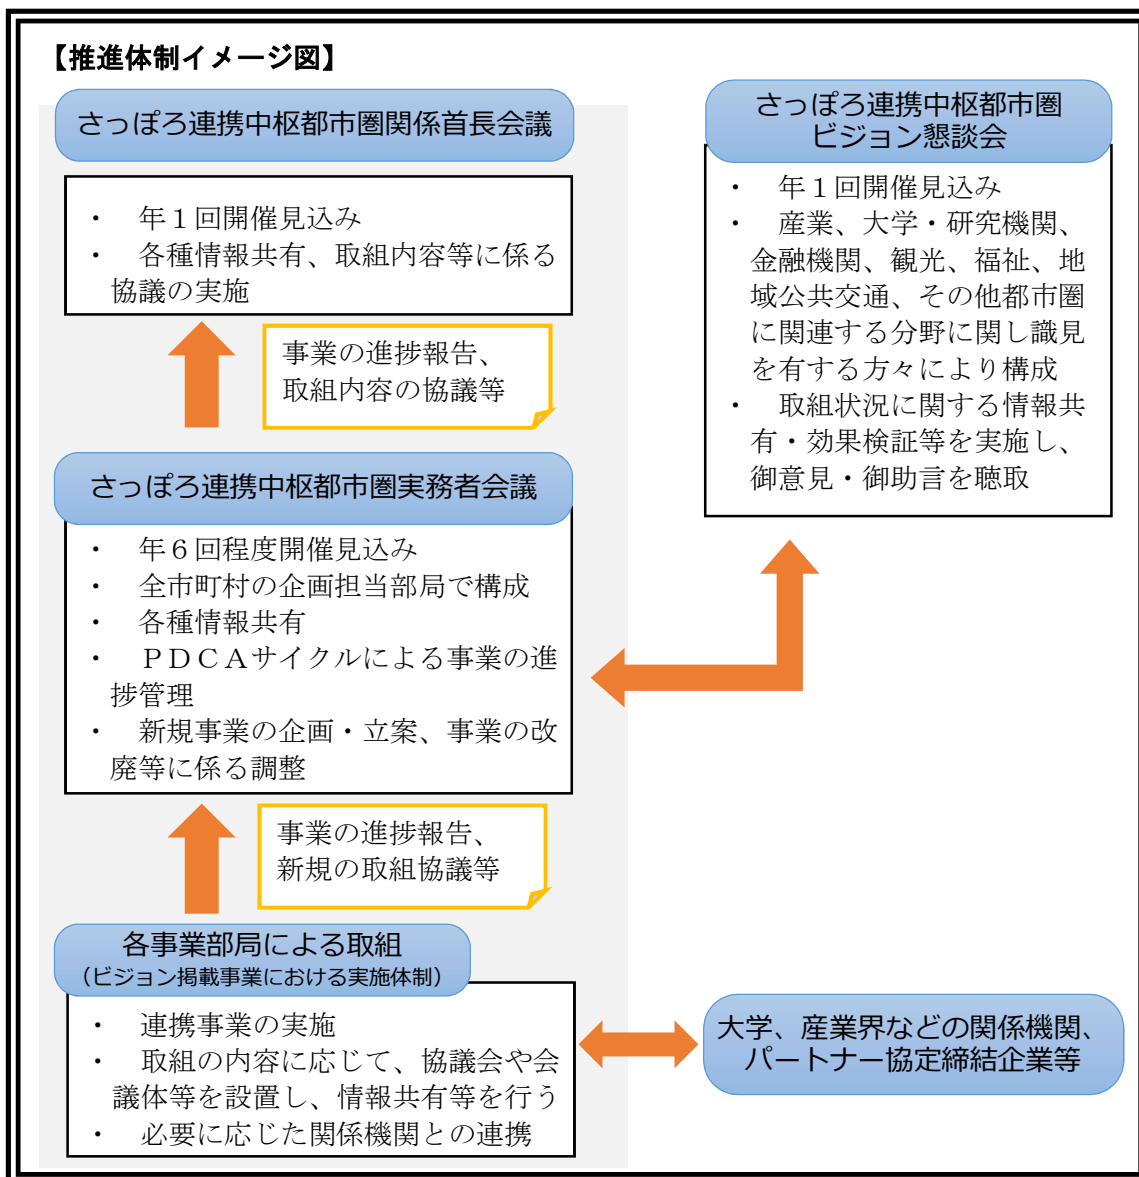 【推進体制イメージ図】
さっぽろ連携中枢都市圏関係首長会議
・　年１回開催見込み
・　各種情報共有、取組内容等に係る
協議の実施
事業の進捗報告、
取組内容の協議等
さっぽろ連携中枢都市圏実務者会議
・　年６回程度開催見込み
・　全市町村の企画担当部局で構成
・　各種情報共有
・　ＰＤＣＡサイクルによる事業の進
捗管理
・　新規事業の企画・立案、事業の改
廃等に係る調整
事業の進捗報告、
新規の取組協議等
各事業部局による取組
（ビジョン掲載事業における実施体制）
・　連携事業の実施
・　取組の内容に応じて、協議会や会
議体等を設置し、情報共有等を行う
・　必要に応じた関係機関との連携
さっぽろ連携中枢都市圏
ビジョン懇談会
・　年１回開催見込み
・　産業、大学・研究機関、
金融機関、観光、福祉、地
域公共交通、その他都市圏
に関連する分野に関し識見
を有する方々により構成
・　取組状況に関する情報共
有・効果検証等を実施し、
御意見・御助言を聴取
大学、産業界などの関係機関、
パートナー協定締結企業等